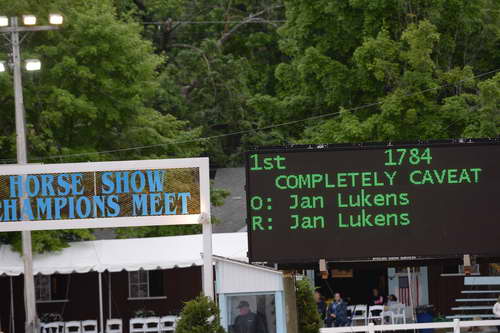 HORSE SHOW
CHAMPIONS MEET
1st 1784
COMPLETELY CAVEAT
O: Jan Lukens
R: Jan Lukens